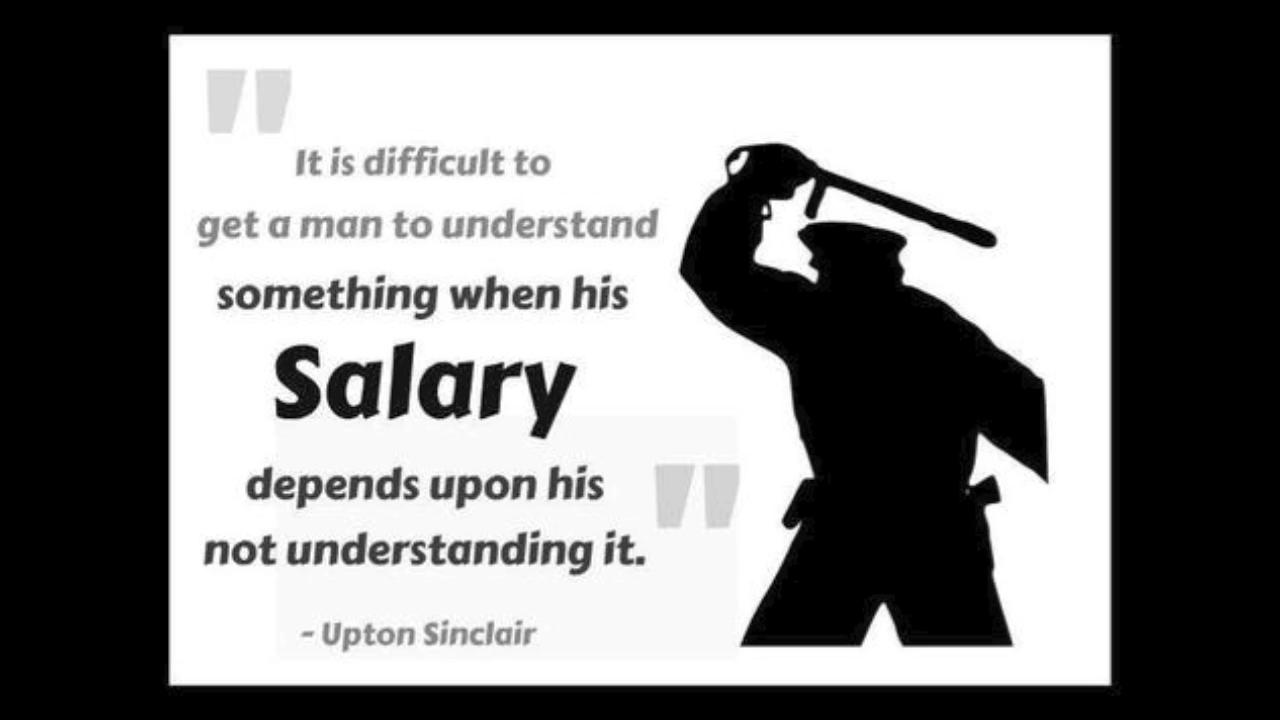 "
It is difficult to
get a man to understand
something when his
Salary
depends upon his
not understanding it.
"
- Upton Sinclair